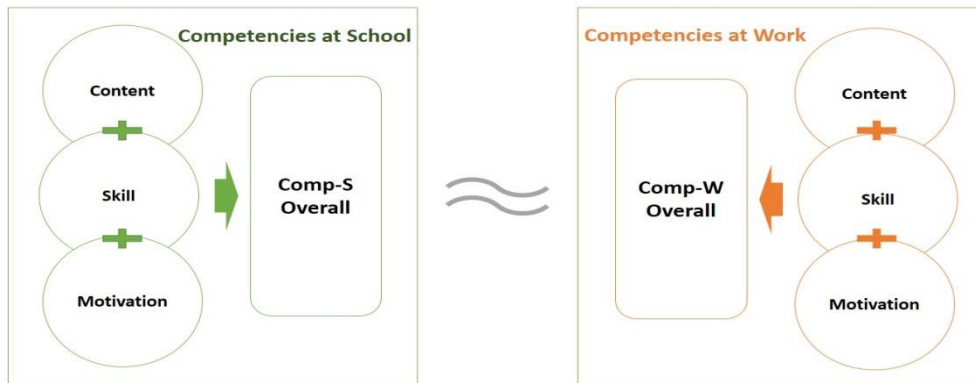 Competencies at School
Content
Skill
Motivation
Comp-S
Overall
Competencies at Work
Comp-W
Overall
Content
Skill
Motivation